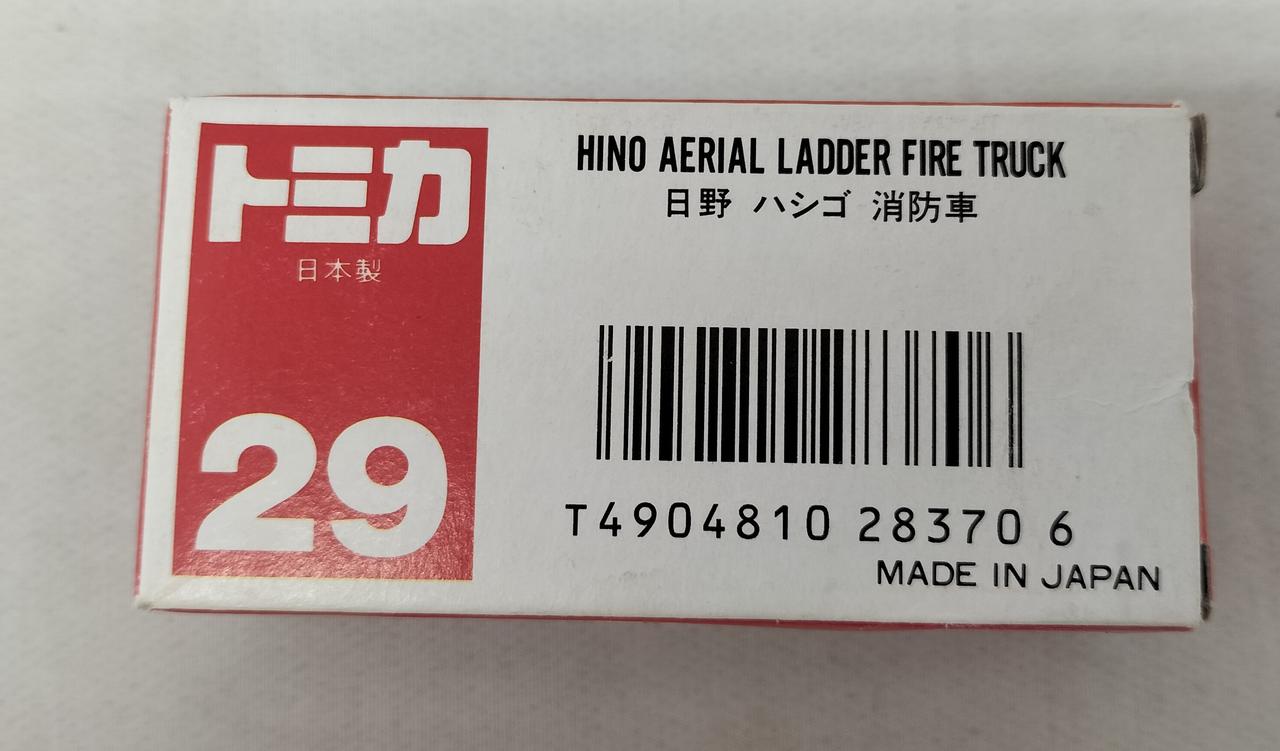 トミカ
日本製
29
HINO AERIAL LADDER FIRE TRUCK
日野 ハシゴ 消防車
T4904810 28370 6
MADE IN JAPAN